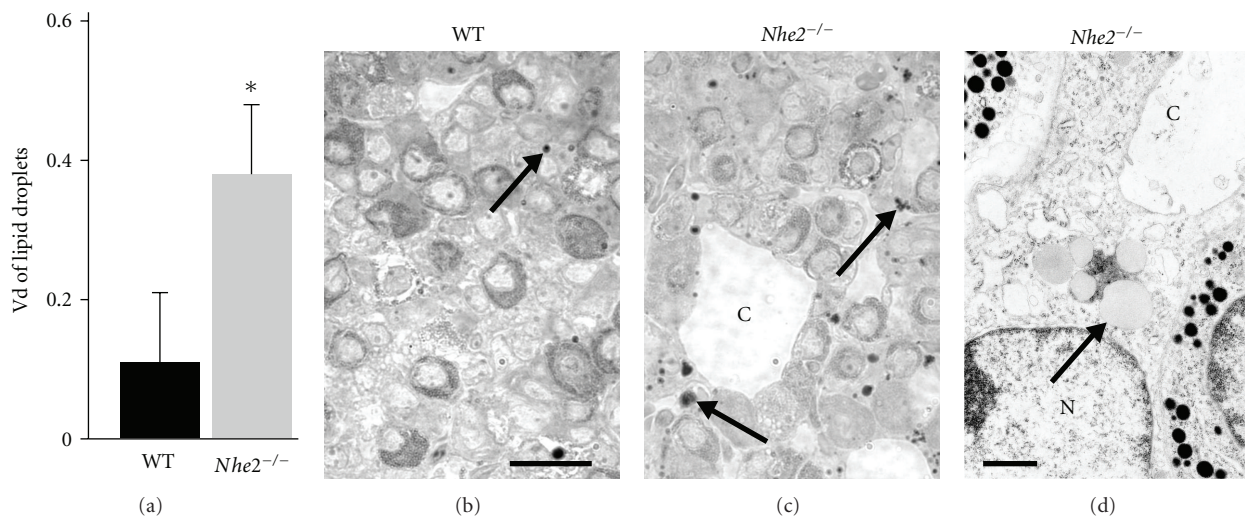 0.6
0.4
0.2
0
Vd of lipid droplets
*
WT
Nhe2−/−
(a)
WT
(b)
Nhe2−/−
C
(c)
Nhe2−/−
C
N
(d)